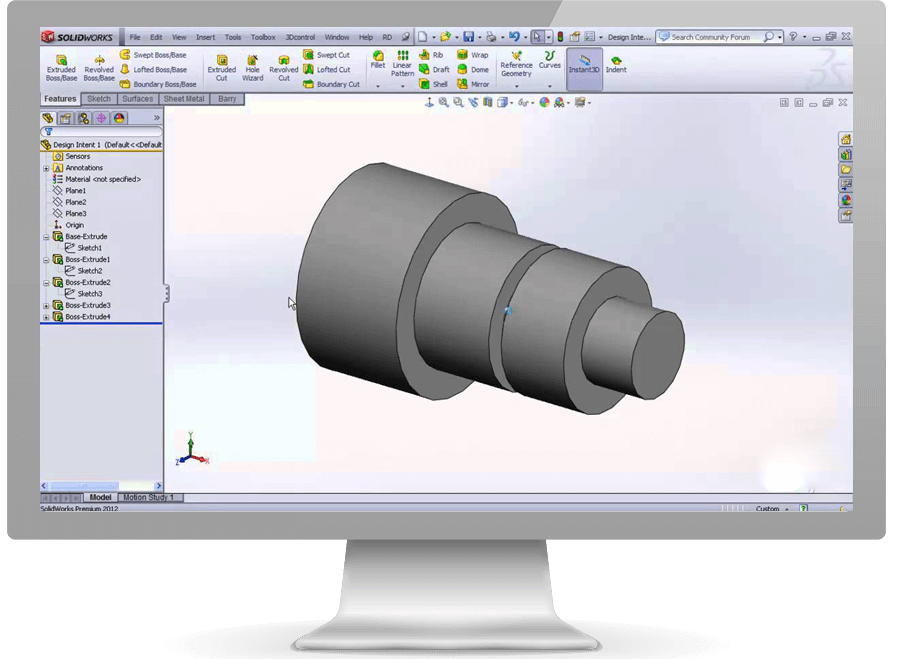 SOLIDWORKS File Edit View Insert Tools Toolbox 3Dcontrol Window Help RD Design Inte... Search Community Forum
Extruded Boss/Base
Revolved Boss/Base
Swept Boss/Base
Lofted Boss/Base
Boundary Boss/Base
Extruded Cut
Hole Wizard
Revolved Cut
Swept Cut
Lofted Cut
Boundary Cut
Fillet
Linear Pattern
Rib
Draft
Shell
Wrap
Dome
Mirror
Reference Geometry
Curves
Instant3D
Indent
Features Sketch Surfaces Sheet Metal Barry
Design Intent 1 (Default<<Default
Sensors
Annotations
Material <not specified>
Plane1
Plane2
Plane3
Origin
Base-Extrude
Sketch1
Boss-Extrude1
Sketch2
Boss-Extrude2
Sketch3
Boss-Extrude3
Boss-Extrude4
Y
Z X
Model Motion Study 1
SolidWorks Premium 2012 Custom